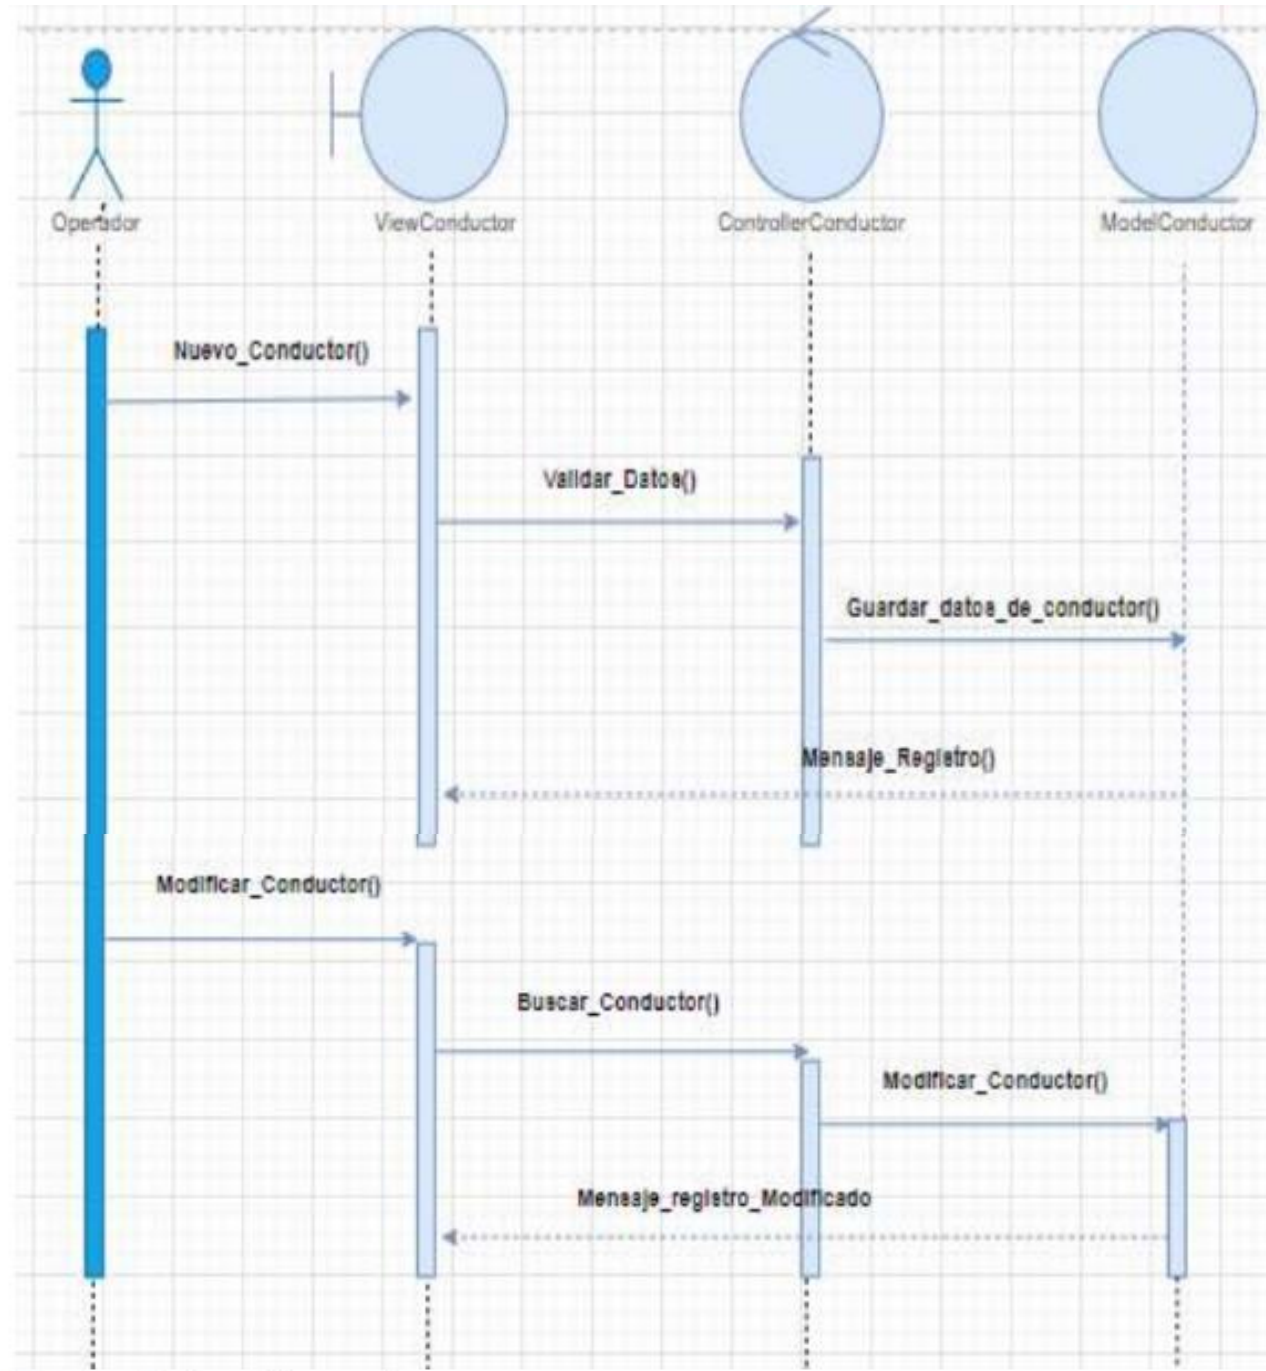 Operador
ViewConductor
ControllerConductor
ModelConductor
Nuevo_Conductor()
Validar_Datos()
Guardar_datos_de_conductor()
Mensaje_Registro()
Modificar_Conductor()
Buscar_Conductor()
Modificar_Conductor()
Mensaje_registro_Modificado